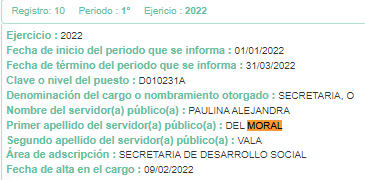 Registro: 10 Periodo : 1° Ejericio : 2022
Ejercicio : 2022
Fecha de inicio del periodo que se informa : 01/01/2022
Fecha de término del periodo que se informa : 31/03/2022
Clave o nivel del puesto : D010231A
Denominación del cargo o nombramiento otorgado : SECRETARIA, O
Nombre del servidor(a) público(a) : PAULINA ALEJANDRA
Primer apellido del servidor(a) público(a) : DEL MORAL
Segundo apellido del servidor(a) público(a) : VALA
Área de adscripción : SECRETARIA DE DESARROLLO SOCIAL
Fecha de alta en el cargo : 09/02/2022